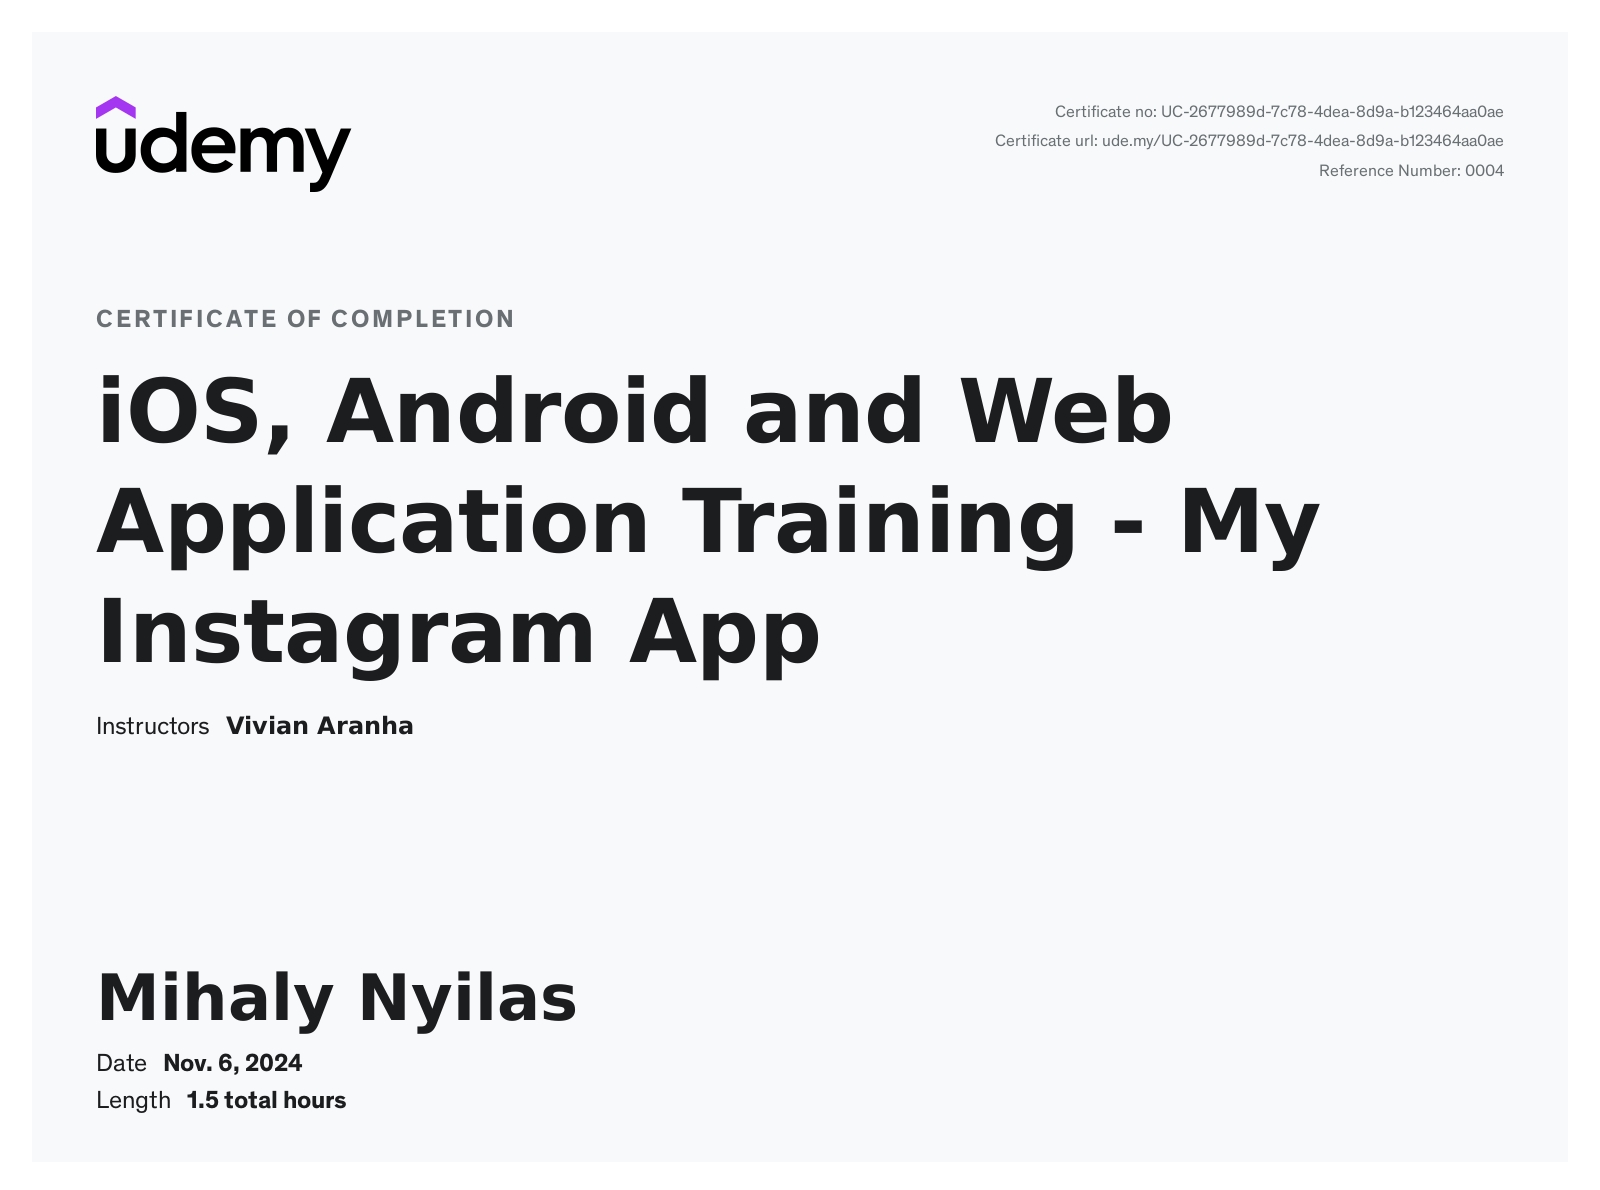 udemy
Certificate no: UC-2677989d-7c78-4dea-8d9a-b123464aa0ae
Certificate url: ude.my/UC-2677989d-7c78-4dea-8d9a-b123464aa0ae
Reference Number: 0004
CERTIFICATE OF COMPLETION
iOS, Android and Web
Application Training - My
Instagram App
Instructors Vivian Aranha
Mihaly Nyilas
Date Nov. 6, 2024
Length 1.5 total hours